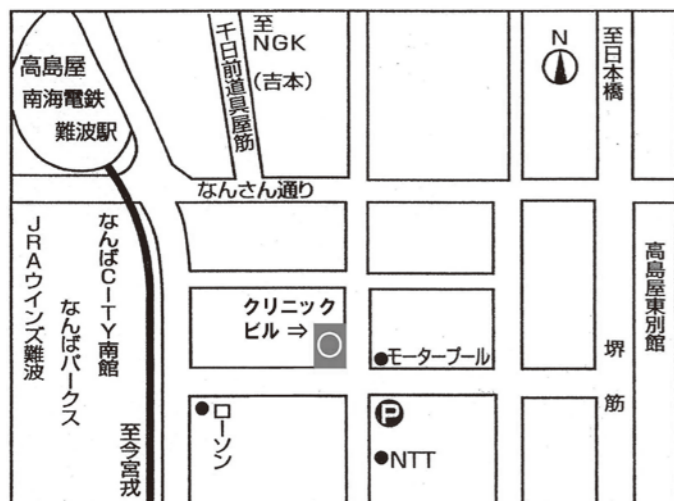 高島屋
南海電鉄
難波駅
千日前道具屋筋
至
NGK
(吉本)
N
至日本橋
なんさん通り
JRAウインズ難波
なんばパークス
なんばCITY南館
至今宮戎
クリニック
ビル ⇒
●モータープール
高島屋東別館
堺筋
●ローソン
P
●NTT